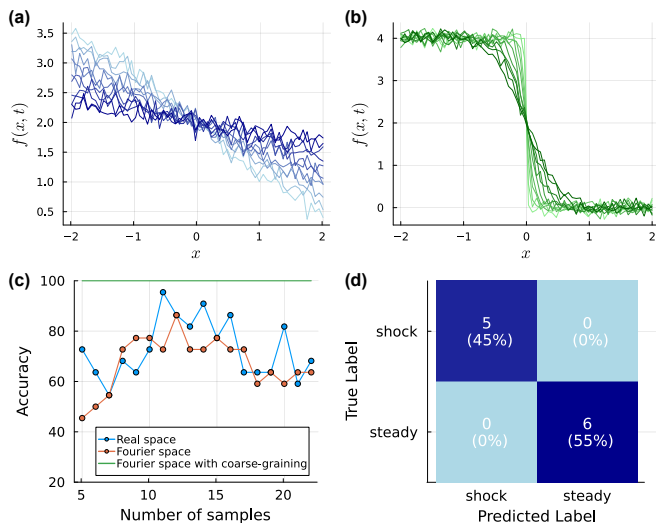 (a)
3.5
3.0
2.5
2.0
1.5
1.0
0.5
f(x, t)
−2 −1 0 1 2
x
(b)
4
3
2
1
0
f(x, t)
−2 −1 0 1 2
x
(c)
100
80
60
40
20
Accuracy
Real space
Fourier space
Fourier space with coarse-graining
5 10 15 20
Number of samples
(d)
True Label
shock
steady
5
(45%)
0
(0%)
0
(0%)
6
(55%)
shock steady
Predicted Label